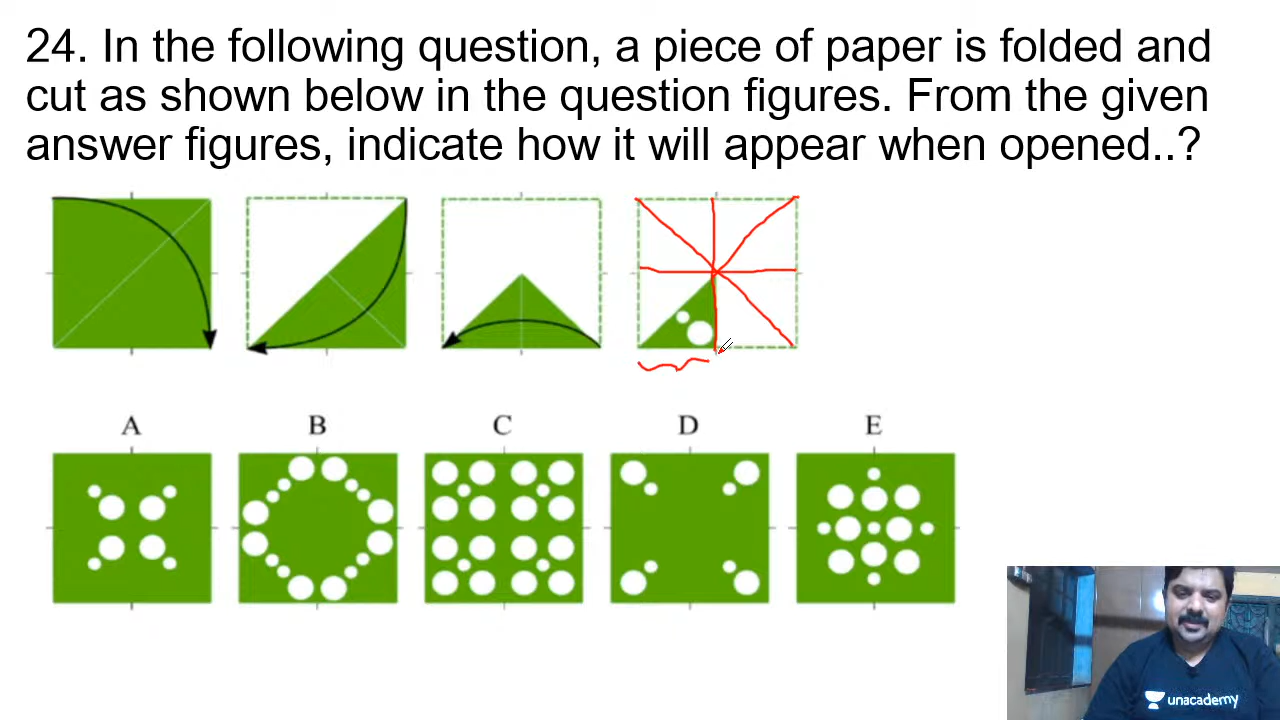 24. In the following question, a piece of paper is folded and
cut as shown below in the question figures. From the given
answer figures, indicate how it will appear when opened..?
A B C D E
unacademy